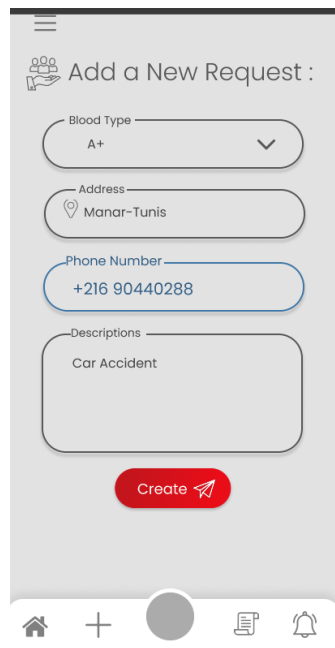 Add a New Request :
Blood Type
A+
Address
Manar-Tunis
Phone Number
+216 90440288
Descriptions
Car Accident
Create